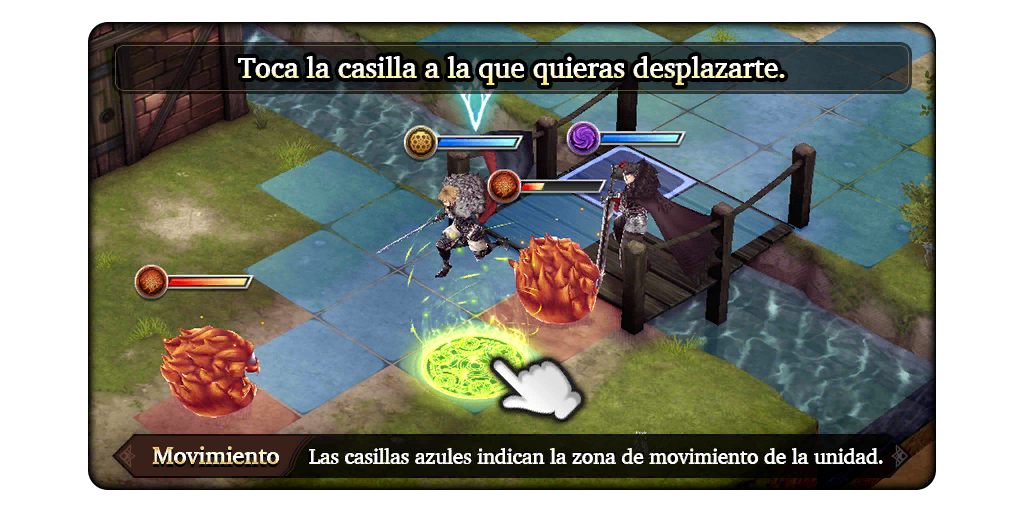 Toca la casilla a la que quieras desplazarte.
Movimiento
Las casillas azules indican la zona de movimiento de la unidad.